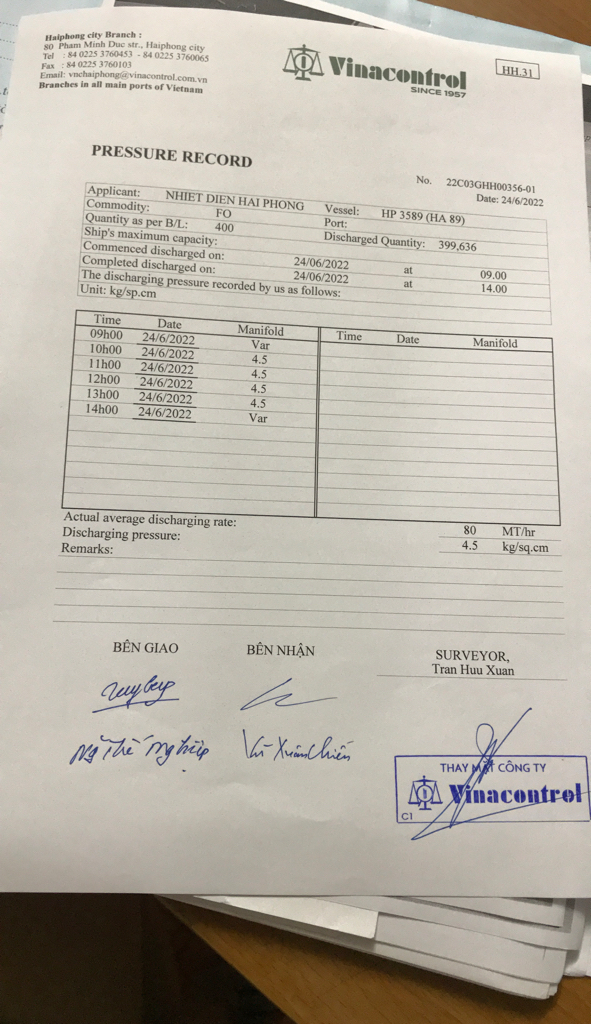 Haiphong city Branch :
80 Pham Minh Duc str., Haiphong city
Tel : 84 0225 3760453 - 84 0225 3760065
Fax : 84 0225 3760103
Email: vnchaiphong@vinacontrol.com.vn
Branches in all main ports of Vietnam
Vinacontrol
SINCE 1957
HH.31
PRESSURE RECORD
No. 22C03GHH00356-01
Date: 24/6/2022
Applicant: NHIET DIEN HAI PHONG Vessel: HP 3589 (HA 89)
Commodity: FO Port:
Quantity as per B/L: 400 Discharged Quantity: 399,636
Ship's maximum capacity:
Commenced discharged on: 24/06/2022 at 09.00
Completed discharged on: 24/06/2022 at 14.00
The discharging pressure recorded by us as follows:
Unit: kg/sp.cm
Time Date Manifold Time Date Manifold
09h00 24/6/2022 Var
10h00 24/6/2022 4.5
11h00 24/6/2022 4.5
12h00 24/6/2022 4.5
13h00 24/6/2022 4.5
14h00 24/6/2022 Var
Actual average discharging rate: 80 MT/hr
Discharging pressure: 4.5 kg/sq.cm
Remarks:
BÊN GIAO BÊN NHẬN SURVEYOR,
Tran Huu Xuan
Vũ Xuân Chiến
THAY MẶT CÔNG TY
Vinacontrol
C1